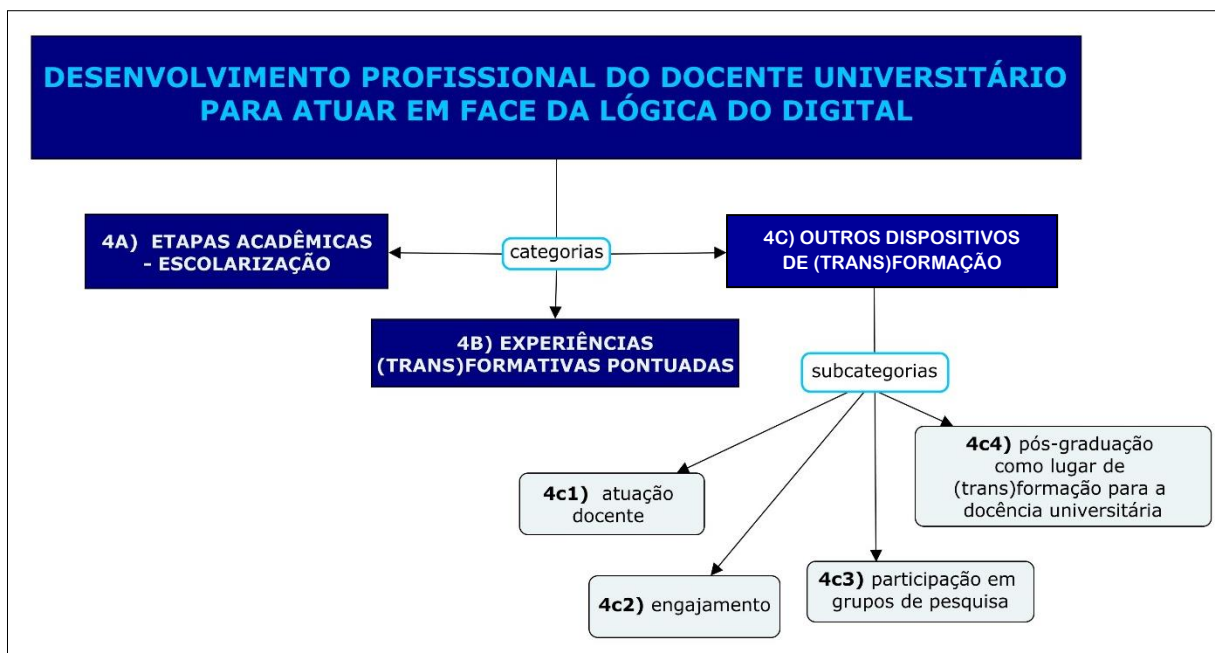 DESENVOLVIMENTO PROFISSIONAL DO DOCENTE UNIVERSITÁRIO
PARA ATUAR EM FACE DA LÓGICA DO DIGITAL
4A) ETAPAS ACADÊMICAS
- ESCOLARIZAÇÃO
categorias
4C) OUTROS DISPOSITIVOS
DE (TRANS)FORMAÇÃO
4B) EXPERIÊNCIAS
(TRANS)FORMATIVAS PONTUADAS
subcategorias
4c1) atuação
docente
4c2) engajamento
4c3) participação em
grupos de pesquisa
4c4) pós-graduação
como lugar de
(trans)formação para a
docência universitária